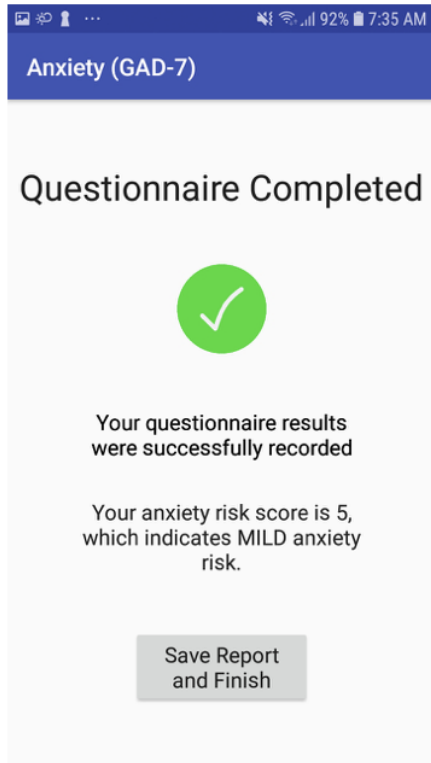 92% 7:35 AM
Anxiety (GAD-7)
Questionnaire Completed
Your questionnaire results
were successfully recorded
Your anxiety risk score is 5,
which indicates MILD anxiety
risk.
Save Report
and Finish